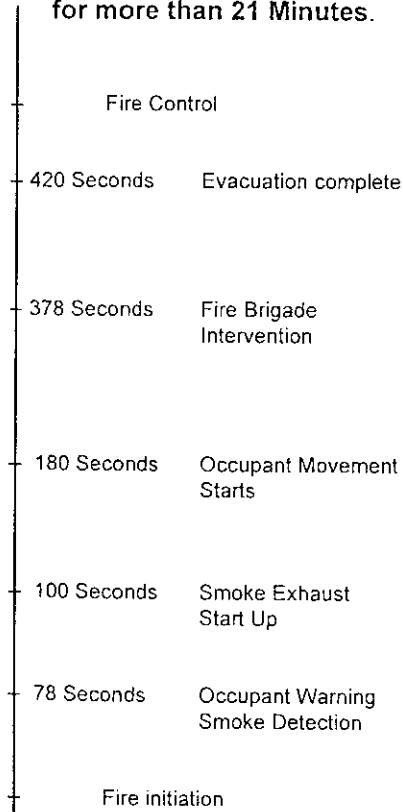 for more than 21 Minutes.
Fire Control
420 Seconds Evacuation complete
378 Seconds Fire Brigade
Intervention
180 Seconds Occupant Movement
Starts
100 Seconds Smoke Exhaust
Start Up
78 Seconds Occupant Warning
Smoke Detection
Fire initiation